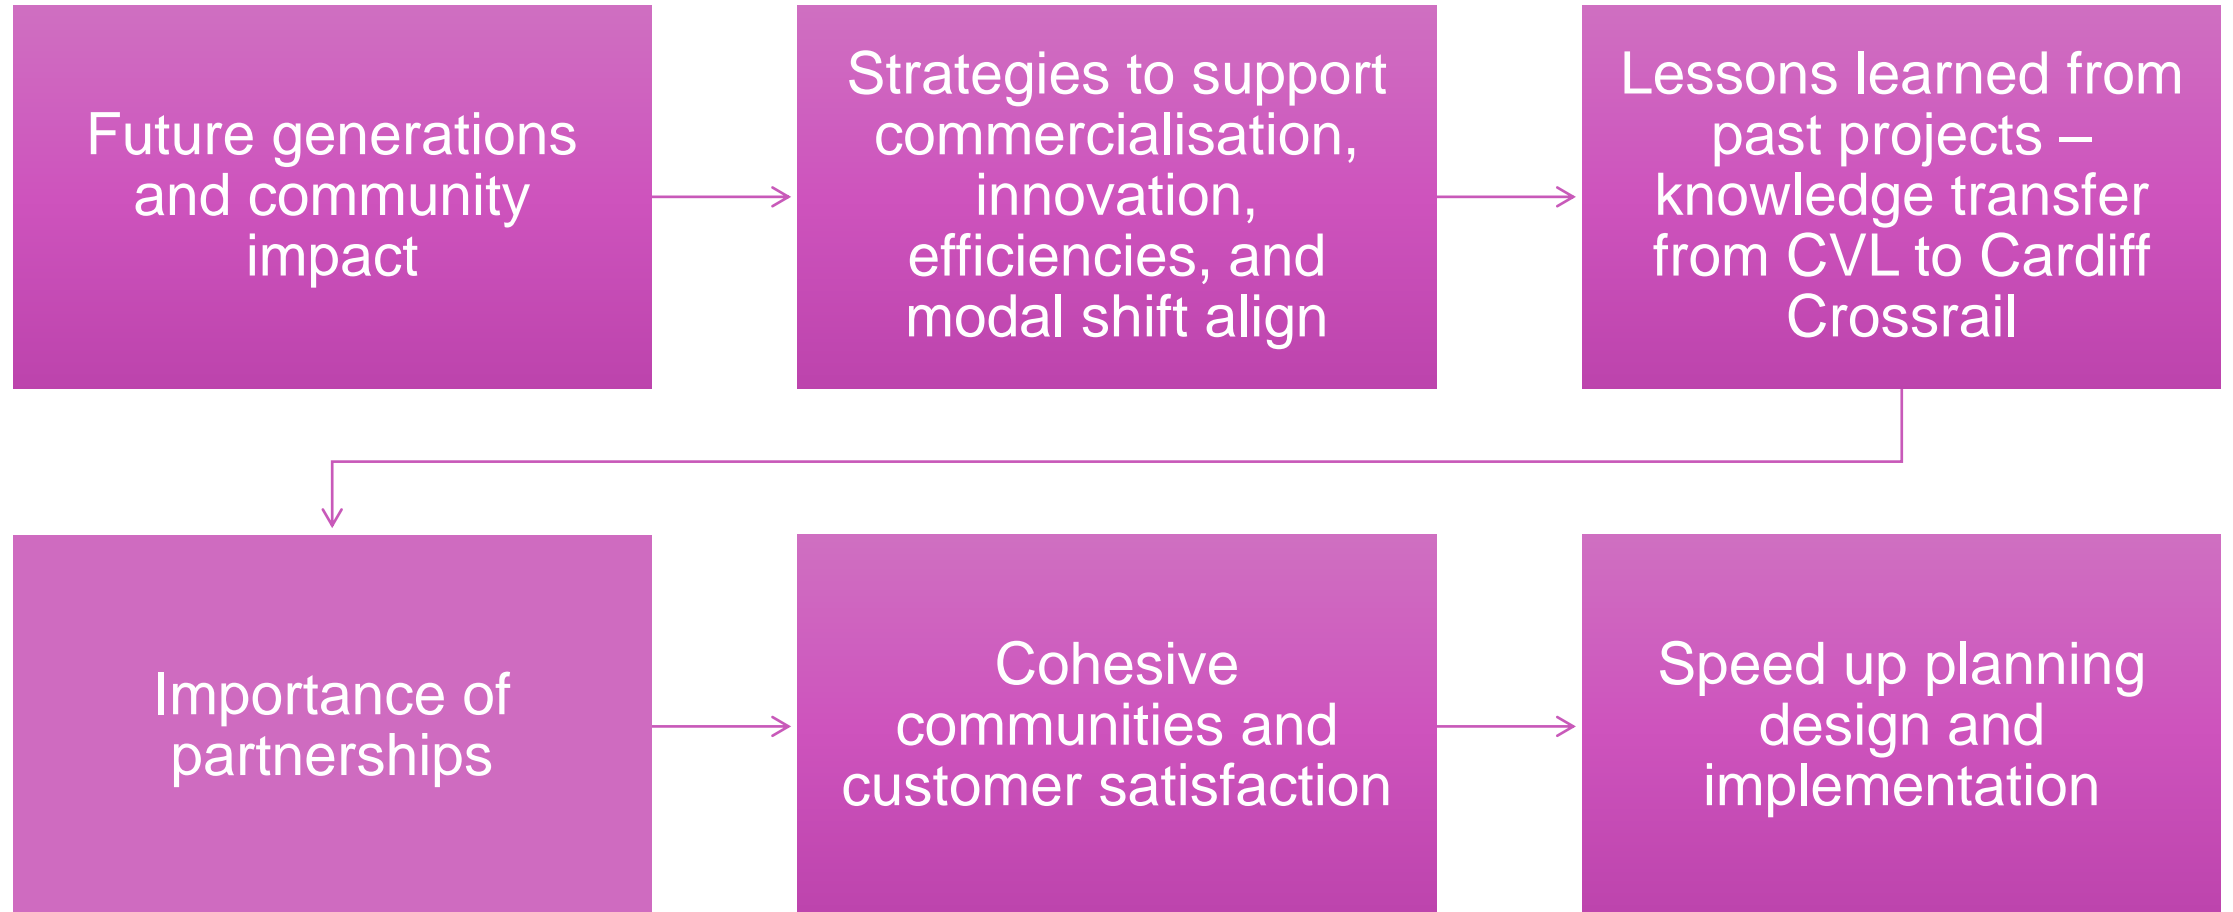 Future generations
and community
impact
Strategies to support
commercialisation,
innovation,
efficiencies, and
modal shift align
Lessons learned from
past projects –
knowledge transfer
from CVL to Cardiff
Crossrail
Importance of
partnerships
Cohesive
communities and
customer satisfaction
Speed up planning
design and
implementation